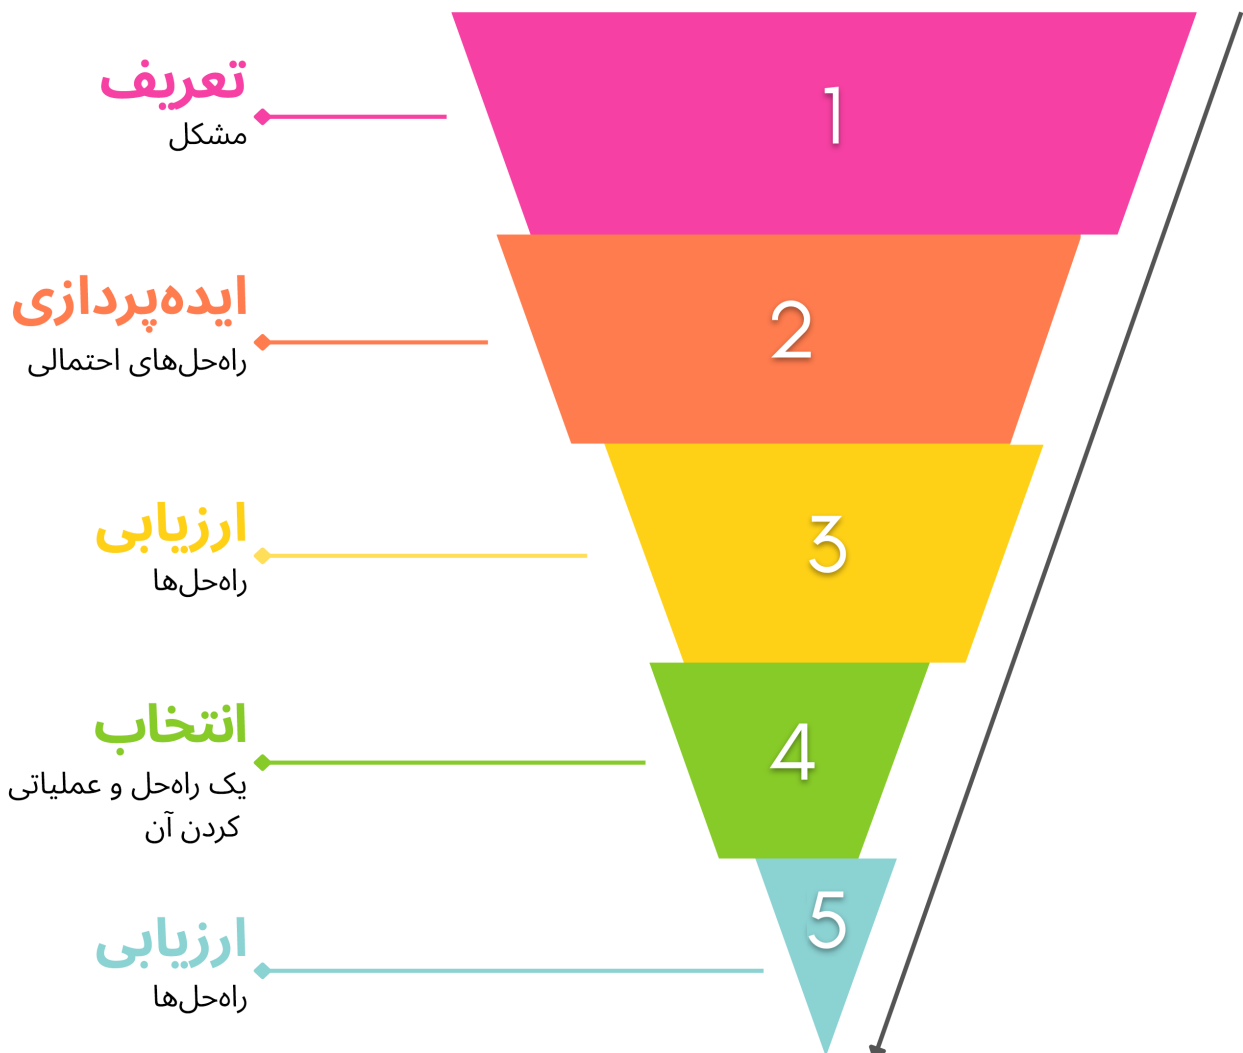 تعریف
مشکل
1
ایده‌پردازی
راه‌حل‌های احتمالی
2
ارزیابی
راه‌حل‌ها
3
انتخاب
یک راه‌حل و عملیاتی
کردن آن
4
ارزیابی
راه‌حل‌ها
5